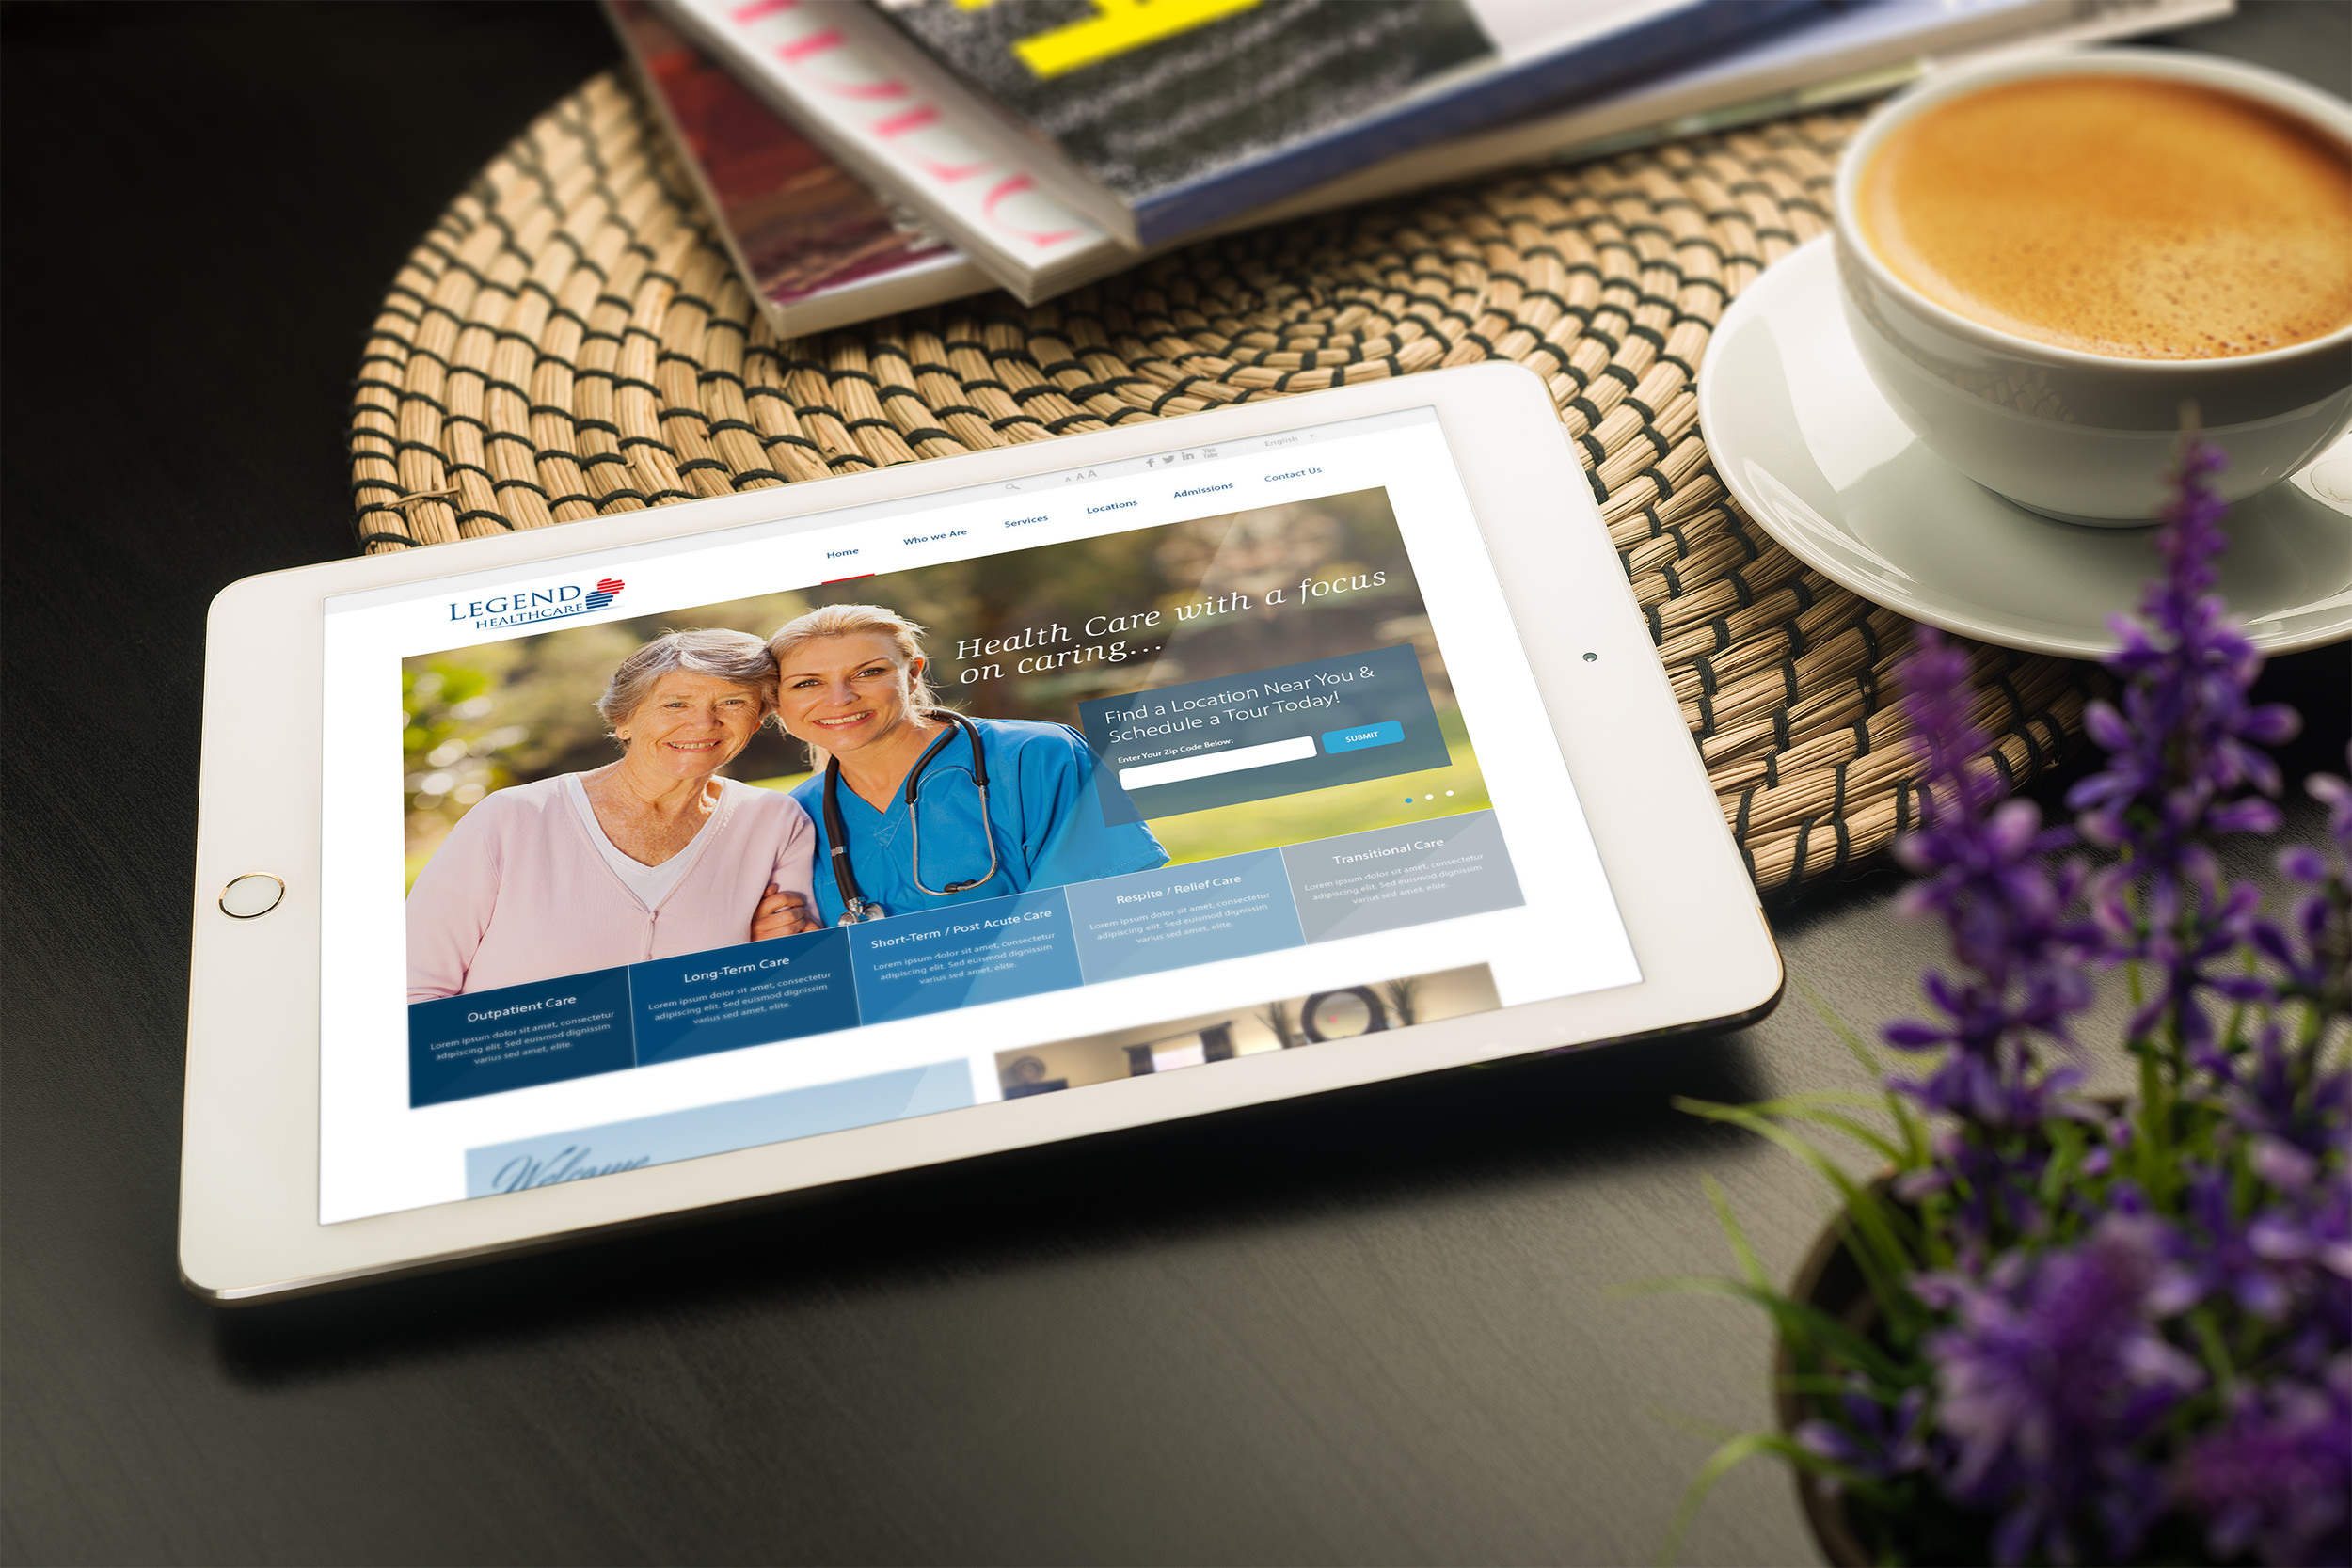 English
A A A
You
Tube
LEGEND
HEALTHCARE
Home
Who we Are
Services
Locations
Admissions
Contact Us
Health Care with a focus
on caring...
Find a Location Near You &
Schedule a Tour Today!
Enter Your Zip Code Below:
SUBMIT
Outpatient Care
Lorem ipsum dolor sit amet, consectetur
adipiscing elit. Sed euismod dignissim
varius sed amet, elite.
Long-Term Care
Lorem ipsum dolor sit amet, consectetur
adipiscing elit. Sed euismod dignissim
varius sed amet, elite.
Short-Term / Post Acute Care
Lorem ipsum dolor sit amet, consectetur
adipiscing elit. Sed euismod dignissim
varius sed amet, elite.
Respite / Relief Care
Lorem ipsum dolor sit amet, consectetur
adipiscing elit. Sed euismod dignissim
varius sed amet, elite.
Transitional Care
Lorem ipsum dolor sit amet, consectetur
adipiscing elit. Sed euismod dignissim
varius sed amet, elite.
Welcome